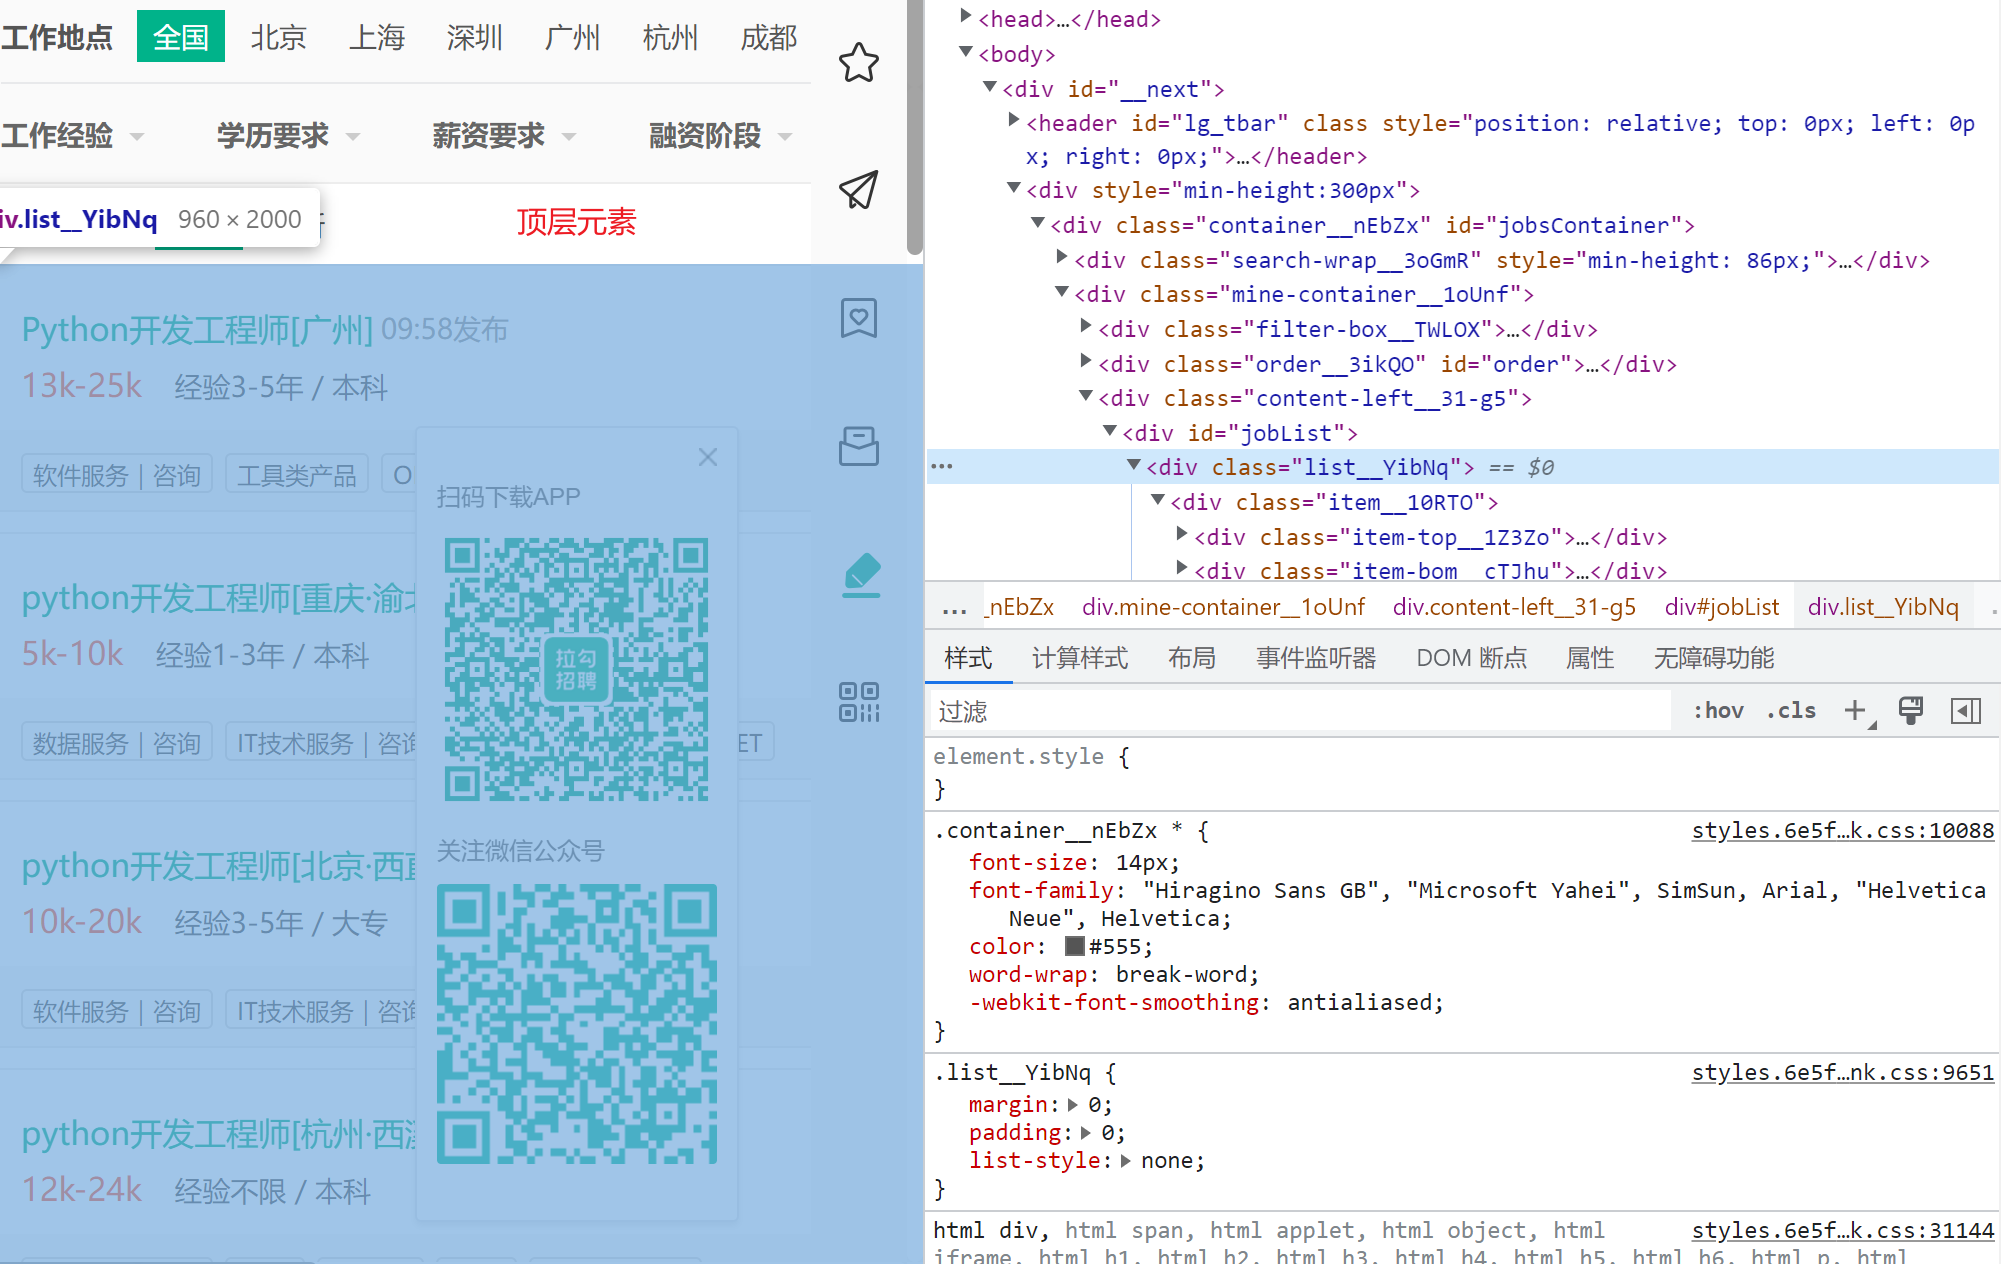 工作地点 全国 北京 上海 深圳 广州 杭州 成都
工作经验 学历要求 薪资要求 融资阶段
iv.list__YibNq 960 × 2000
顶层元素
Python开发工程师[广州] 09:58发布
13k-25k 经验3-5年 / 本科
软件服务 | 咨询 工具类产品
python开发工程师[重庆·渝北
5k-10k 经验1-3年 / 本科
数据服务 | 咨询 IT技术服务 | 咨询 ET
python开发工程师[北京·西直
10k-20k 经验3-5年 / 大专
软件服务 | 咨询 IT技术服务 | 咨询
python开发工程师[杭州·西溪
12k-24k 经验不限 / 本科
扫码下载APP
拉勾
招聘
关注微信公众号
<head>…</head>
<body>
<div id="__next">
<header id="lg_tbar" class style="position: relative; top: 0px; left: 0p
x; right: 0px;">…</header>
<div style="min-height:300px">
<div class="container__nEbZx" id="jobsContainer">
<div class="search-wrap__3oGmR" style="min-height: 86px;">…</div>
<div class="mine-container__1oUnf">
<div class="filter-box__TWLOX">…</div>
<div class="order__3ikQO" id="order">…</div>
<div class="content-left__31-g5">
<div id="jobList">
… <div class="list__YibNq"> == $0
<div class="item__10RTO">
<div class="item-top__1Z3Zo">…</div>
<div class="item-bom__cTJhu">…</div>
… _nEbZx div.mine-container__1oUnf div.content-left__31-g5 div#jobList div.list__YibNq
样式 计算样式 布局 事件监听器 DOM 断点 属性 无障碍功能
过滤 :hov .cls
element.style {
}
.container__nEbZx * { styles.6e5f…k.css:10088
font-size: 14px;
font-family: "Hiragino Sans GB", "Microsoft Yahei", SimSun, Arial, "Helvetica
Neue", Helvetica;
color: #555;
word-wrap: break-word;
-webkit-font-smoothing: antialiased;
}
.list__YibNq { styles.6e5f…nk.css:9651
margin: 0;
padding: 0;
list-style: none;
}
html div, html span, html applet, html object, html styles.6e5f…k.css:31144
iframe, html h1, html h2, html h3, html h4, html h5, html h6, html p, html